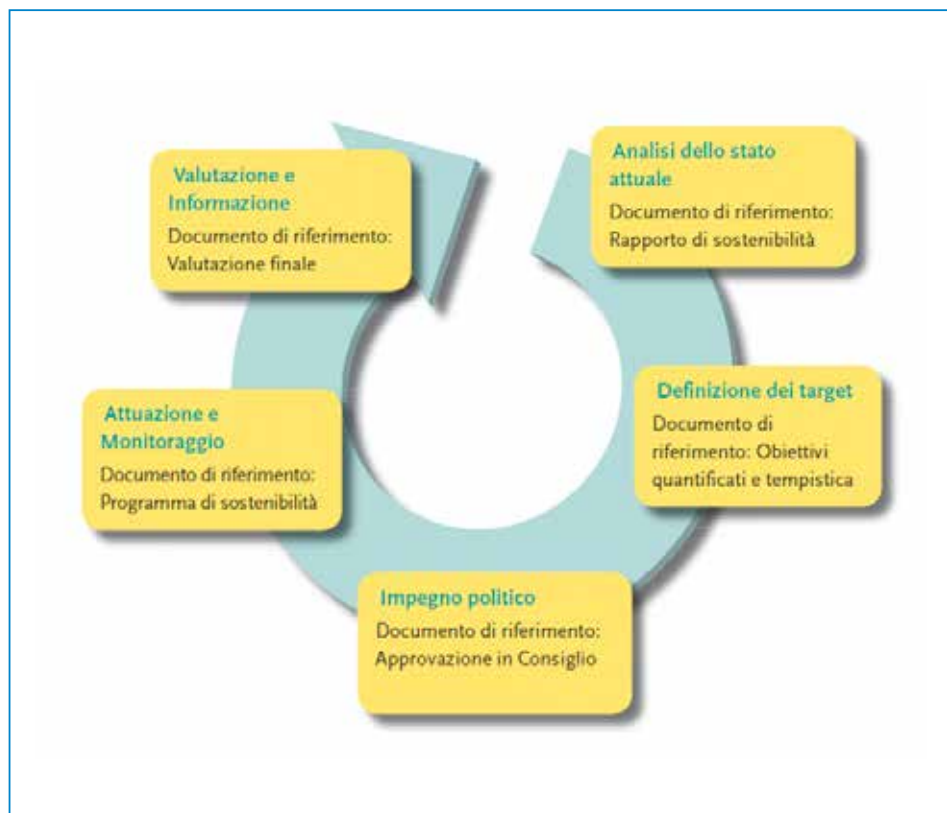 Analisi dello stato
attuale
Documento di riferimento:
Rapporto di sostenibilità
Definizione dei target
Documento di
riferimento: Obiettivi
quantificati e tempistica
Impegno politico
Documento di riferimento:
Approvazione in Consiglio
Attuazione e
Monitoraggio
Documento di riferimento:
Programma di sostenibilità
Valutazione e
Informazione
Documento di riferimento:
Valutazione finale